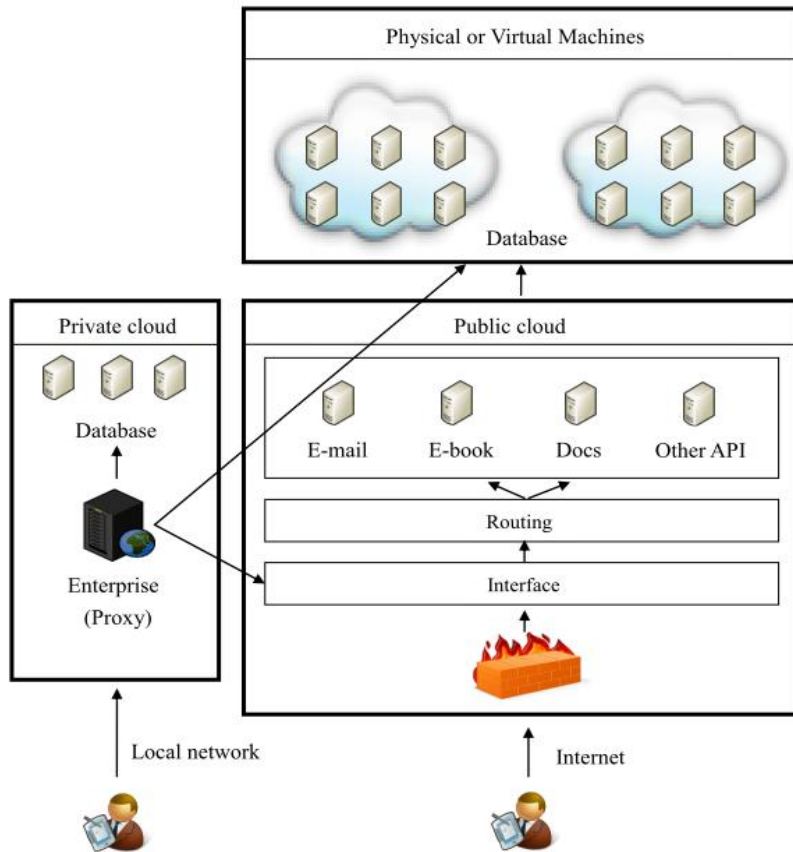 Physical or Virtual Machines
Database
Private cloud
Database
Enterprise
(Proxy)
Public cloud
E-mail E-book Docs Other API
Routing
Interface
Local network
Internet